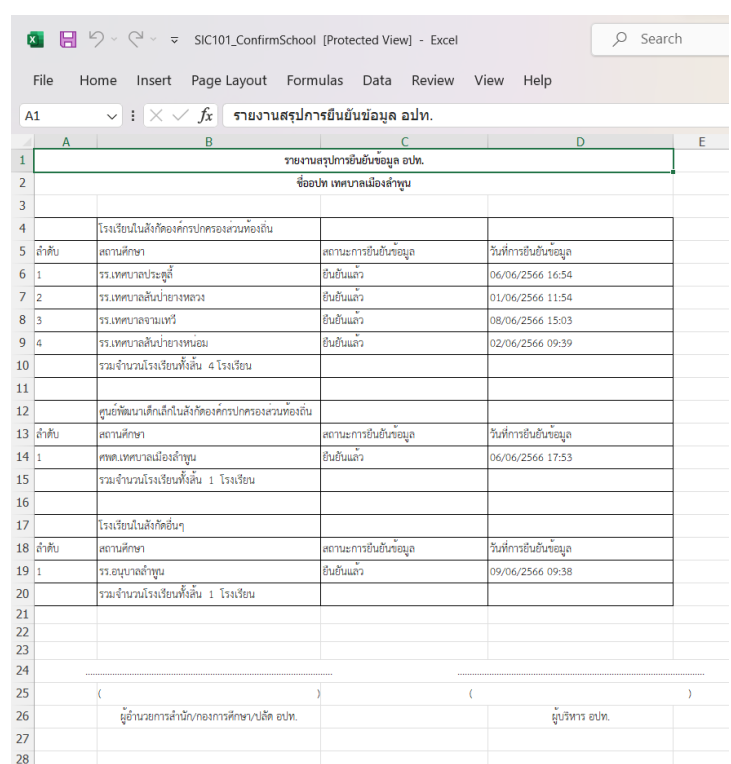 SIC101_ConfirmSchool [Protected View] - Excel
Search
File Home Insert Page Layout Formulas Data Review View Help
A1 fx รายงานสรุปการยืนยันข้อมูล อปท.
A B C D E
1 รายงานสรุปการยืนยันข้อมูล อปท.
2 ชื่ออปท เทศบาลเมืองลำพูน
3
4 โรงเรียนในสังกัดองค์กรปกครองส่วนท้องถิ่น
5 ลำดับ สถานศึกษา สถานะการยืนยันข้อมูล วันที่การยืนยันข้อมูล
6 1 รร.เทศบาลประตูลี้ ยืนยันแล้ว 06/06/2566 16:54
7 2 รร.เทศบาลสันป่ายางหลวง ยืนยันแล้ว 01/06/2566 11:54
8 3 รร.เทศบาลจามเทวี ยืนยันแล้ว 08/06/2566 15:03
9 4 รร.เทศบาลสันป่ายางหน่อม ยืนยันแล้ว 02/06/2566 09:39
10 รวมจำนวนโรงเรียนทั้งสิ้น 4 โรงเรียน
11
12 ศูนย์พัฒนาเด็กเล็กในสังกัดองค์กรปกครองส่วนท้องถิ่น
13 ลำดับ สถานศึกษา สถานะการยืนยันข้อมูล วันที่การยืนยันข้อมูล
14 1 ศพด.เทศบาลเมืองลำพูน ยืนยันแล้ว 06/06/2566 17:53
15 รวมจำนวนโรงเรียนทั้งสิ้น 1 โรงเรียน
16
17 โรงเรียนในสังกัดอื่นๆ
18 ลำดับ สถานศึกษา สถานะการยืนยันข้อมูล วันที่การยืนยันข้อมูล
19 1 รร.อนุบาลลำพูน ยืนยันแล้ว 09/06/2566 09:38
20 รวมจำนวนโรงเรียนทั้งสิ้น 1 โรงเรียน
21
22
23
24
25 ( ) ( )
26 ผู้อำนวยการสำนัก/กองการศึกษา/ปลัด อปท. ผู้บริหาร อปท.
27
28